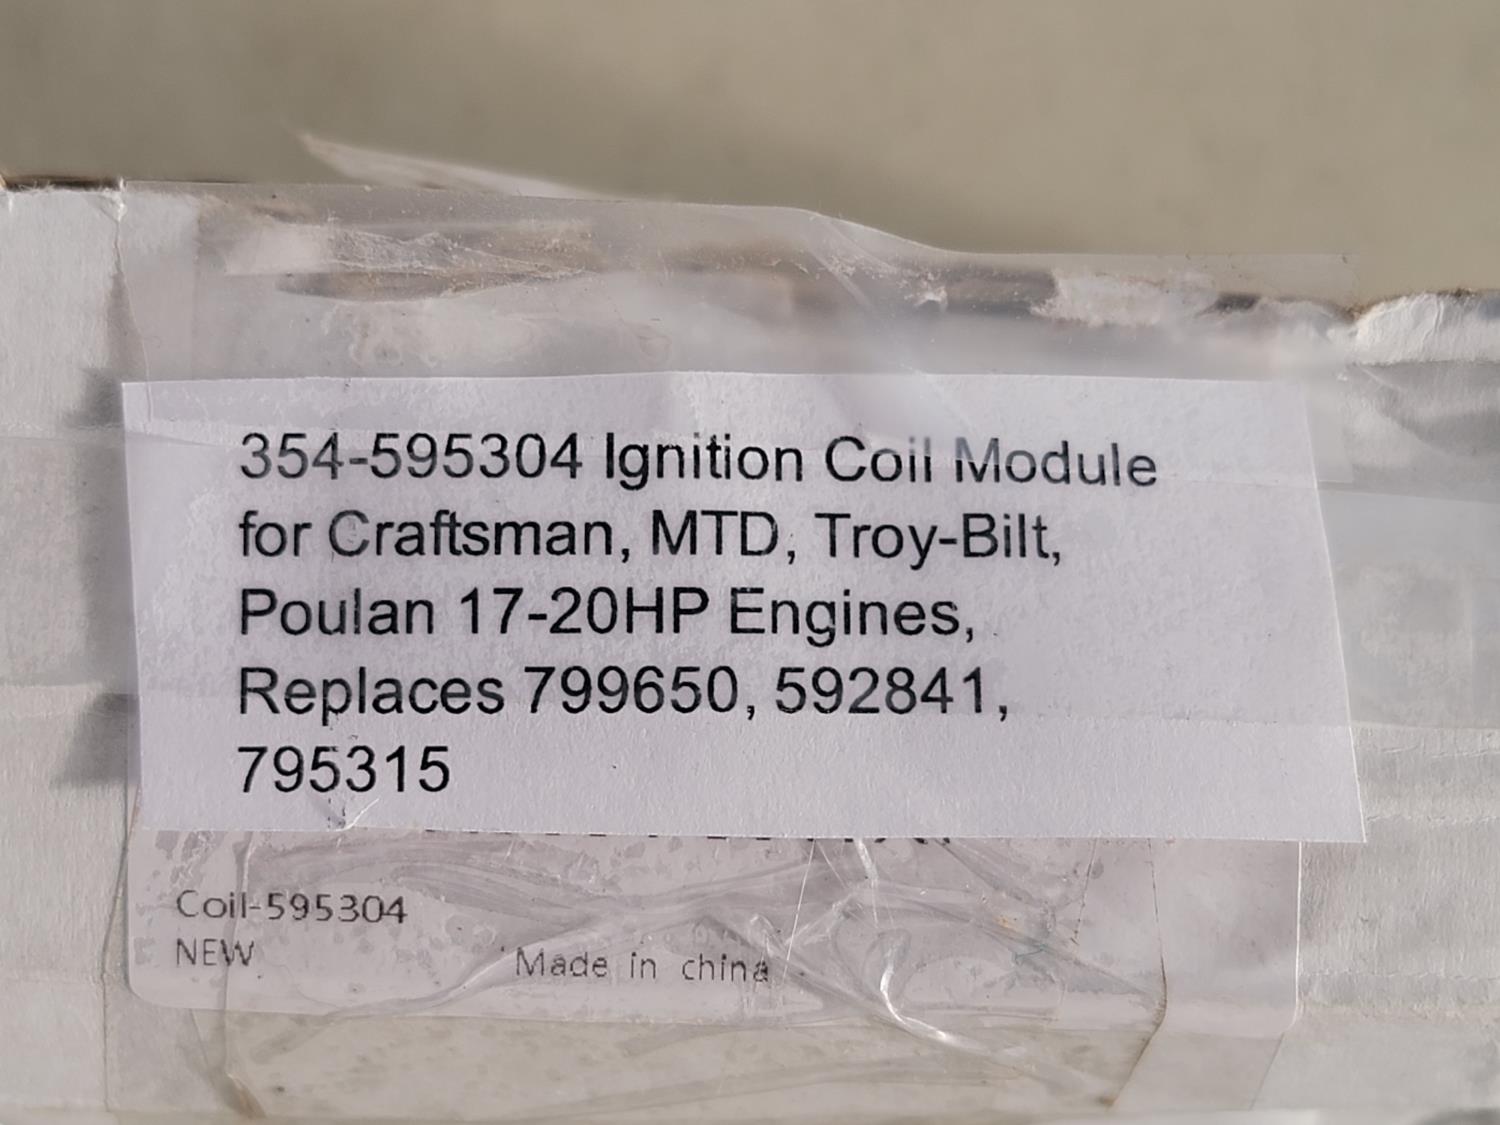 354-595304 Ignition Coil Module
for Craftsman, MTD, Troy-Bilt,
Poulan 17-20HP Engines,
Replaces 799650, 592841,
795315
Coil-595304
NEW
Made in china